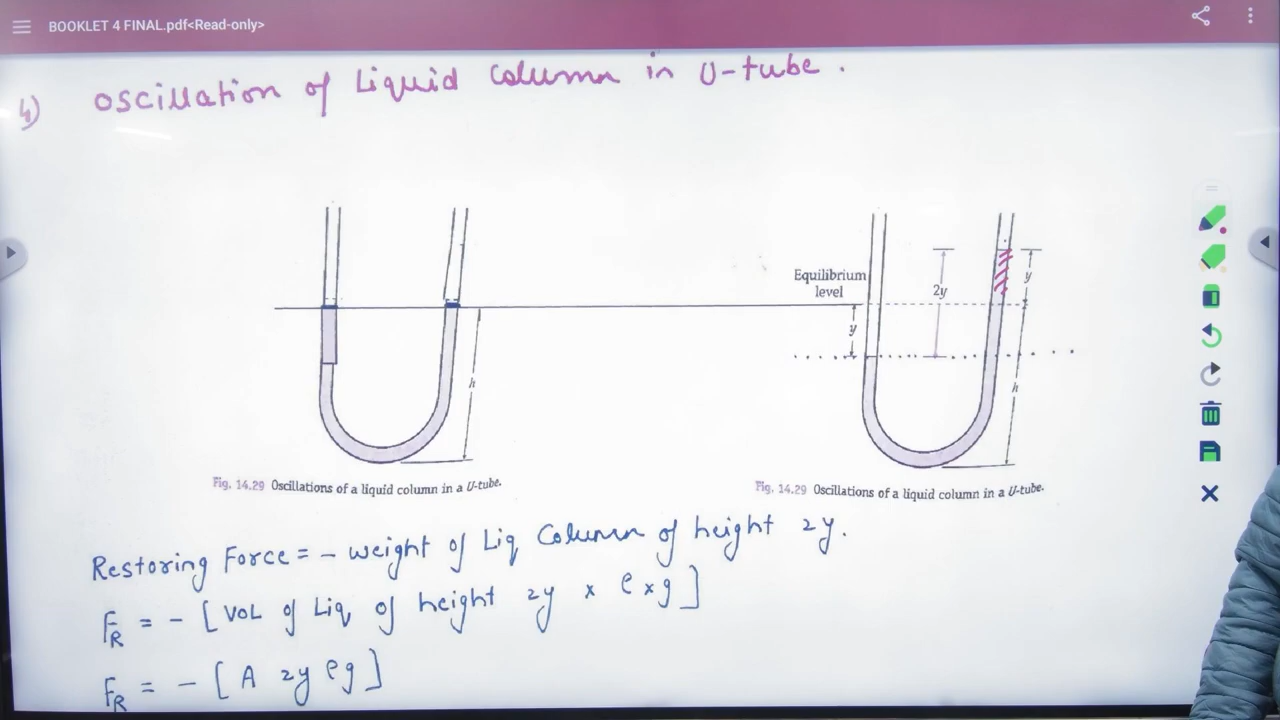 BOOKLET 4 FINAL.pdf<Read-only>
4) Oscillation of Liquid Column in U-tube.
Equilibrium
level
y
2y
y
h
h
Fig. 14.29 Oscillations of a liquid column in a U-tube.
Fig. 14.29 Oscillations of a liquid column in a U-tube.
Restoring Force = - weight of Liq Column of height 2y.
F_R = - [ VOL of Liq of height 2y x ρ x g ]
F_R = - [ A 2y ρg ]